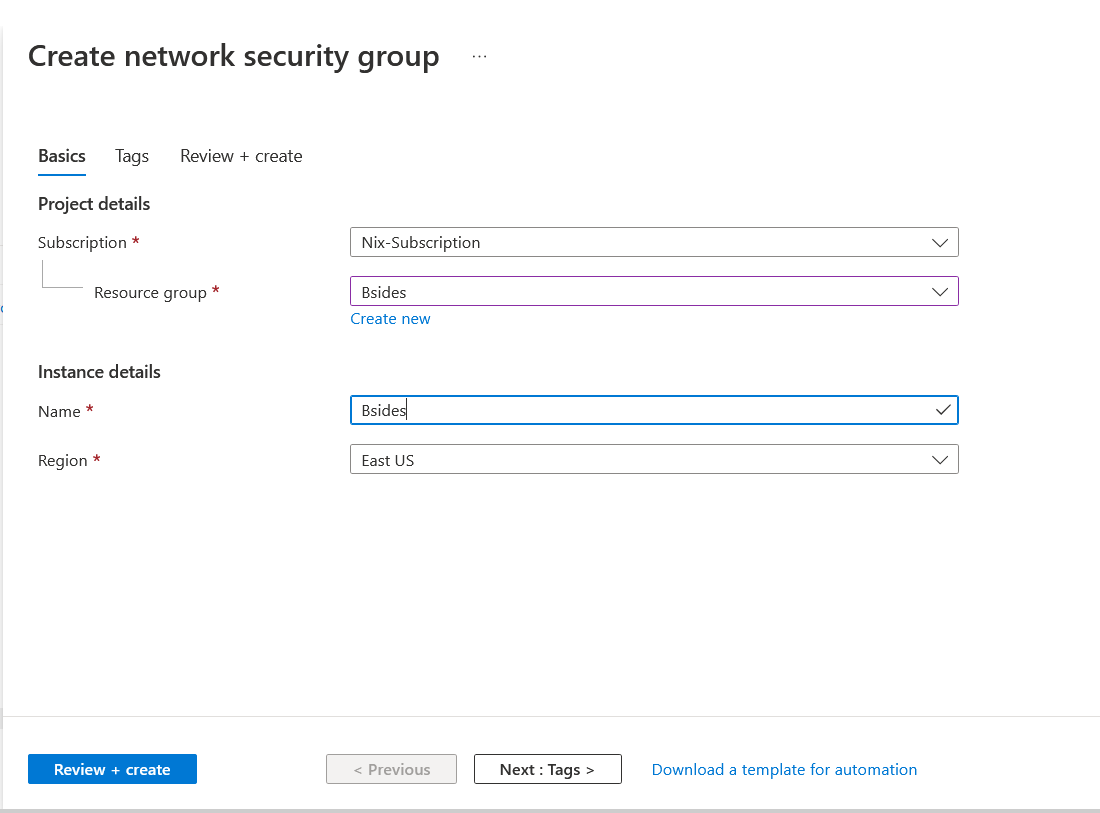 Create network security group ...
Basics Tags Review + create
Project details
Subscription * Nix-Subscription
Resource group * Bsides
Create new
Instance details
Name * Bsides
Region * East US
Review + create < Previous Next : Tags > Download a template for automation